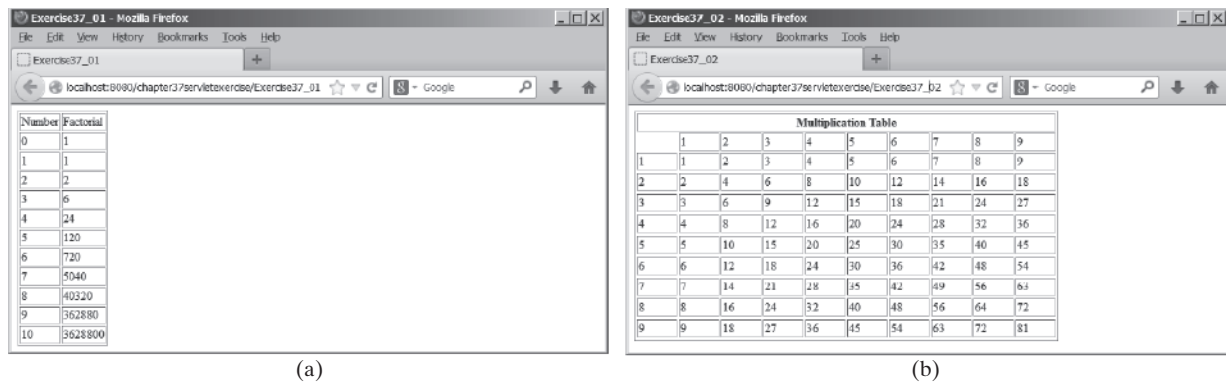 Exercise37_01 - Mozilla Firefox
File Edit View History Bookmarks Tools Help
Exercise37_01 +
localhost:8080/chapter37servletexercise/Exercise37_01 8 - Google
Number Factorial
0 1
1 1
2 2
3 6
4 24
5 120
6 720
7 5040
8 40320
9 362880
10 3628800
(a)
Exercise37_02 - Mozilla Firefox
File Edit View History Bookmarks Tools Help
Exercise37_02 +
localhost:8080/chapter37servletexercise/Exercise37_02 8 - Google
Multiplication Table
1 2 3 4 5 6 7 8 9
1 1 2 3 4 5 6 7 8 9
2 2 4 6 8 10 12 14 16 18
3 3 6 9 12 15 18 21 24 27
4 4 8 12 16 20 24 28 32 36
5 5 10 15 20 25 30 35 40 45
6 6 12 18 24 30 36 42 48 54
7 7 14 21 28 35 42 49 56 63
8 8 16 24 32 40 48 56 64 72
9 9 18 27 36 45 54 63 72 81
(b)